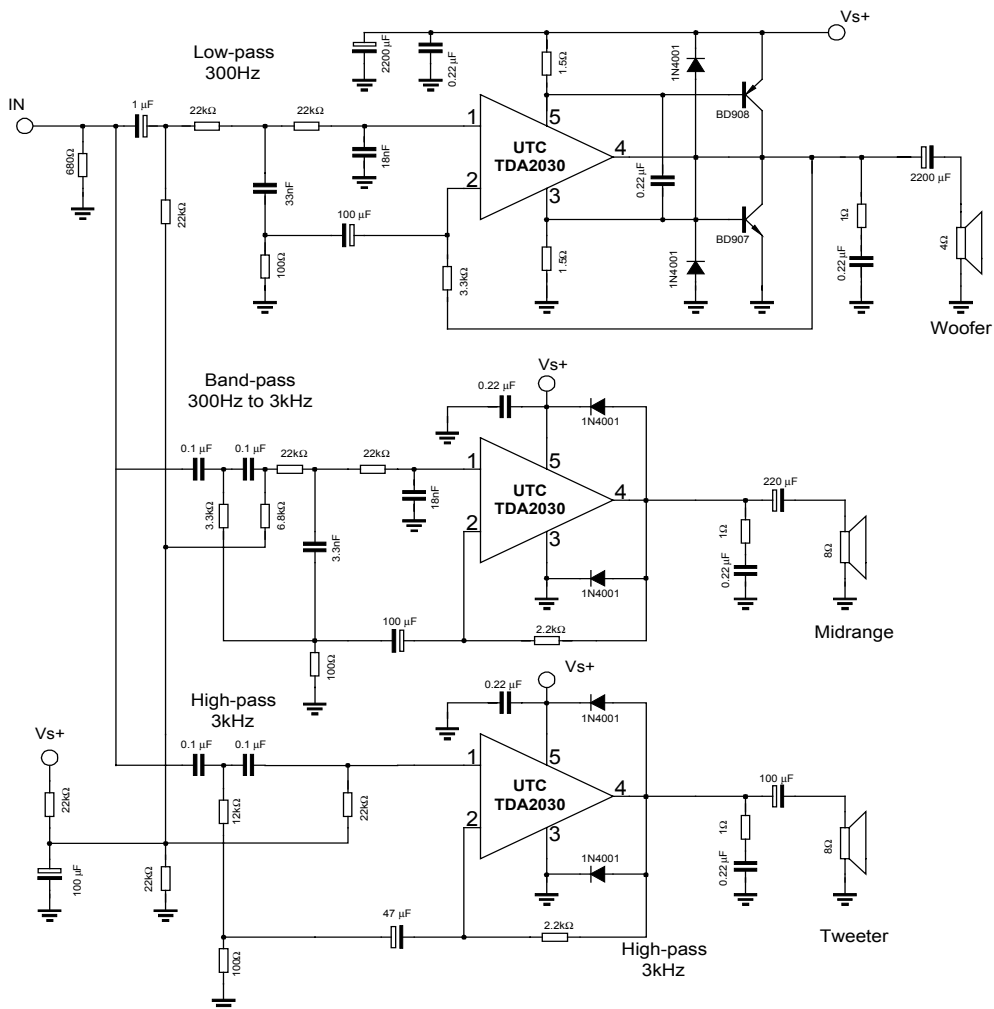 Vs+
Low-pass
300Hz
2200 µF
0.22 µF
1.5Ω
1N4001
BD908
IN
1 µF
22kΩ
22kΩ
680Ω
18nF
33nF
22kΩ
100 µF
100Ω
3.3kΩ
1
2
5
4
3
UTC
TDA2030
0.22 µF
1.5Ω
1N4001
BD907
1Ω
0.22 µF
2200 µF
4Ω
Woofer
Band-pass
300Hz to 3kHz
Vs+
0.22 µF
1N4001
0.1 µF
0.1 µF
22kΩ
22kΩ
3.3kΩ
6.8kΩ
18nF
3.3nF
1
2
5
4
3
UTC
TDA2030
1N4001
220 µF
1Ω
0.22 µF
8Ω
100 µF
2.2kΩ
100Ω
Midrange
High-pass
3kHz
Vs+
0.22 µF
1N4001
Vs+
0.1 µF
0.1 µF
22kΩ
12kΩ
22kΩ
1
2
5
4
3
UTC
TDA2030
1N4001
100 µF
1Ω
0.22 µF
8Ω
100 µF
22kΩ
47 µF
2.2kΩ
100Ω
High-pass
3kHz
Tweeter